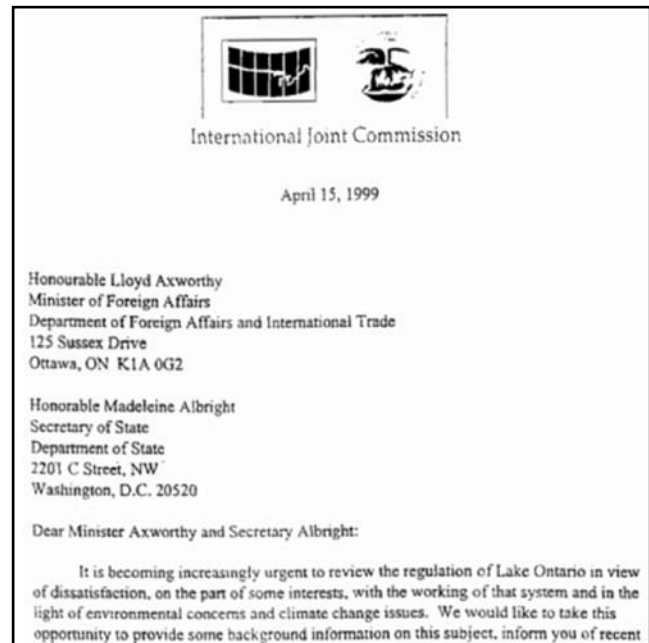 International Joint Commission
April 15, 1999
Honourable Lloyd Axworthy
Minister of Foreign Affairs
Department of Foreign Affairs and International Trade
125 Sussex Drive
Ottawa, ON K1A 0G2
Honorable Madeleine Albright
Secretary of State
Department of State
2201 C Street, NW
Washington, D.C. 20520
Dear Minister Axworthy and Secretary Albright:
It is becoming increasingly urgent to review the regulation of Lake Ontario in view
of dissatisfaction, on the part of some interests, with the working of that system and in the
light of environmental concerns and climate change issues. We would like to take this
opportunity to provide some background information on this subject, inform you of recent